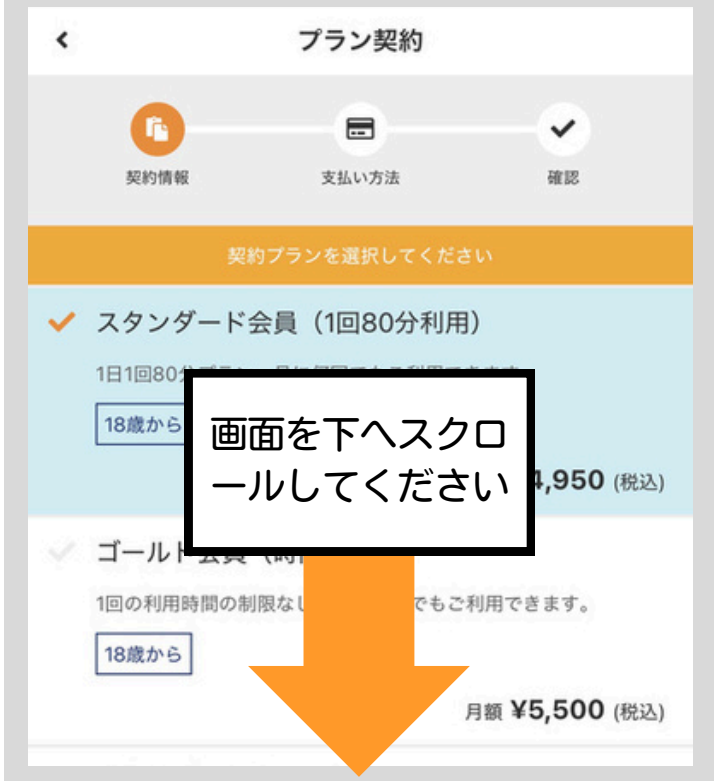 プラン契約
契約情報
支払い方法
確認
契約プランを選択してください
スタンダード会員（1回80分利用）
1日1回80分
18歳から
画面を下へスクロ
ールしてください
,950 (税込)
ゴールド会員
1回の利用時間の制限なし
でもご利用できます。
18歳から
月額 ¥5,500 (税込)